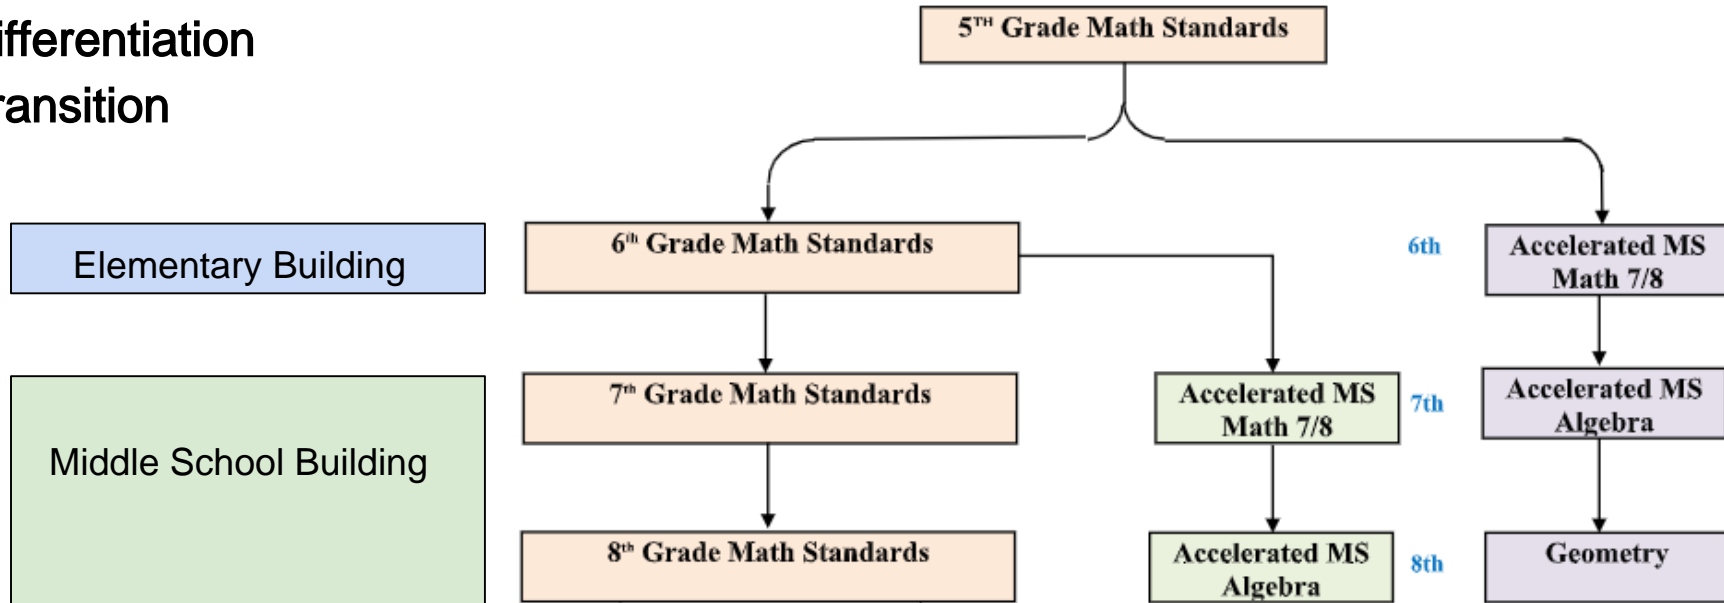 ifferentiation
ransition
5TH Grade Math Standards
Elementary Building
6th Grade Math Standards
6th
Accelerated MS
Math 7/8
Middle School Building
7th Grade Math Standards
Accelerated MS
Math 7/8
7th
Accelerated MS
Algebra
8th Grade Math Standards
Accelerated MS
Algebra
8th
Geometry